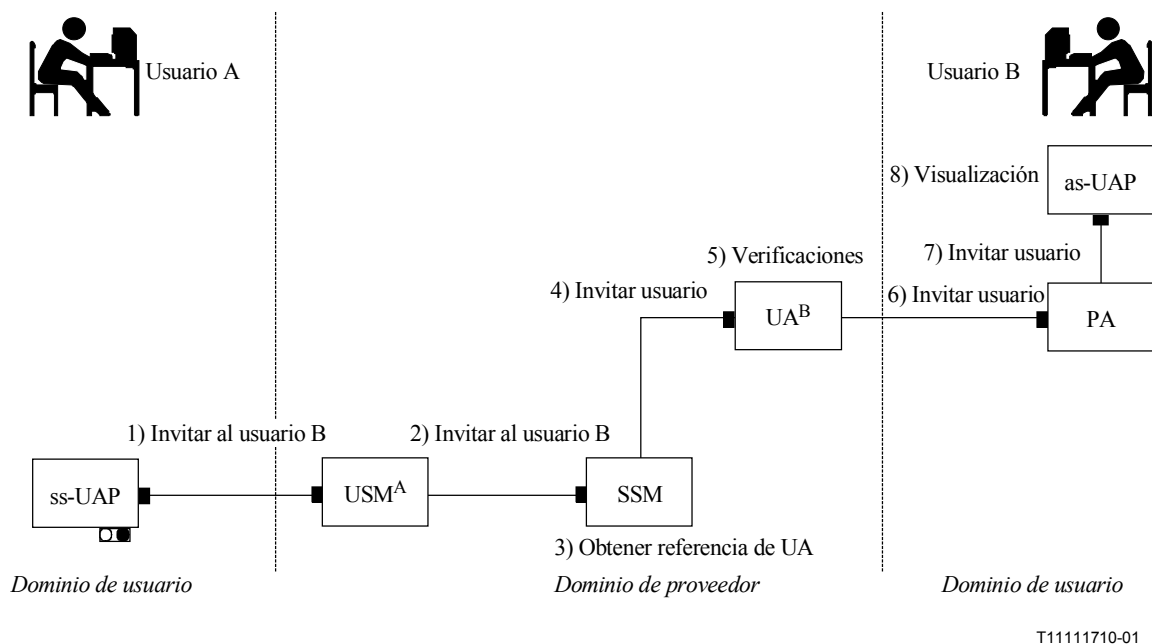 Usuario A
Usuario B
8) Visualización
as-UAP
5) Verificaciones
7) Invitar usuario
4) Invitar usuario
6) Invitar usuario
UAB
PA
1) Invitar al usuario B
2) Invitar al usuario B
ss-UAP
USMA
SSM
3) Obtener referencia de UA
Dominio de usuario
Dominio de proveedor
Dominio de usuario
T11111710-01